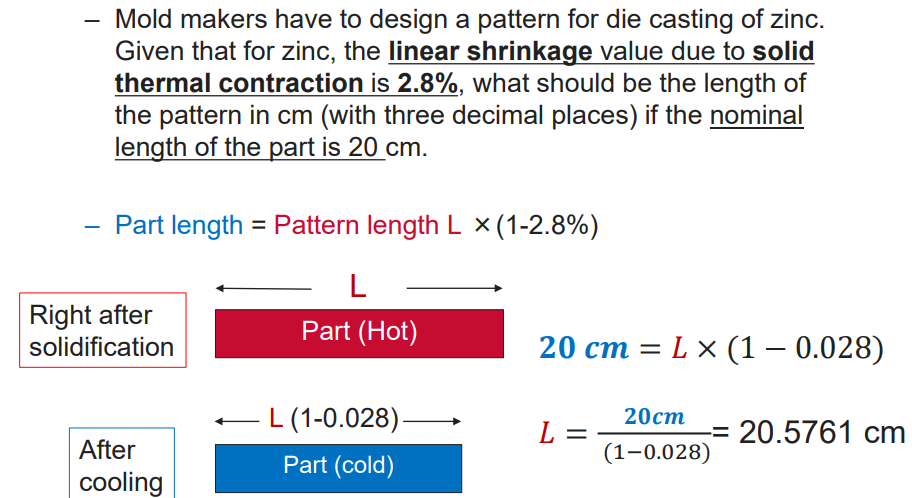 – Mold makers have to design a pattern for die casting of zinc.
Given that for zinc, the linear shrinkage value due to solid
thermal contraction is 2.8%, what should be the length of
the pattern in cm (with three decimal places) if the nominal
length of the part is 20 cm.
– Part length = Pattern length L × (1-2.8%)
L
Right after
solidification
Part (Hot)
20 cm = L × (1 − 0.028)
L (1-0.028)
After
cooling
Part (cold)
L = 20cm/(1−0.028) = 20.5761 cm